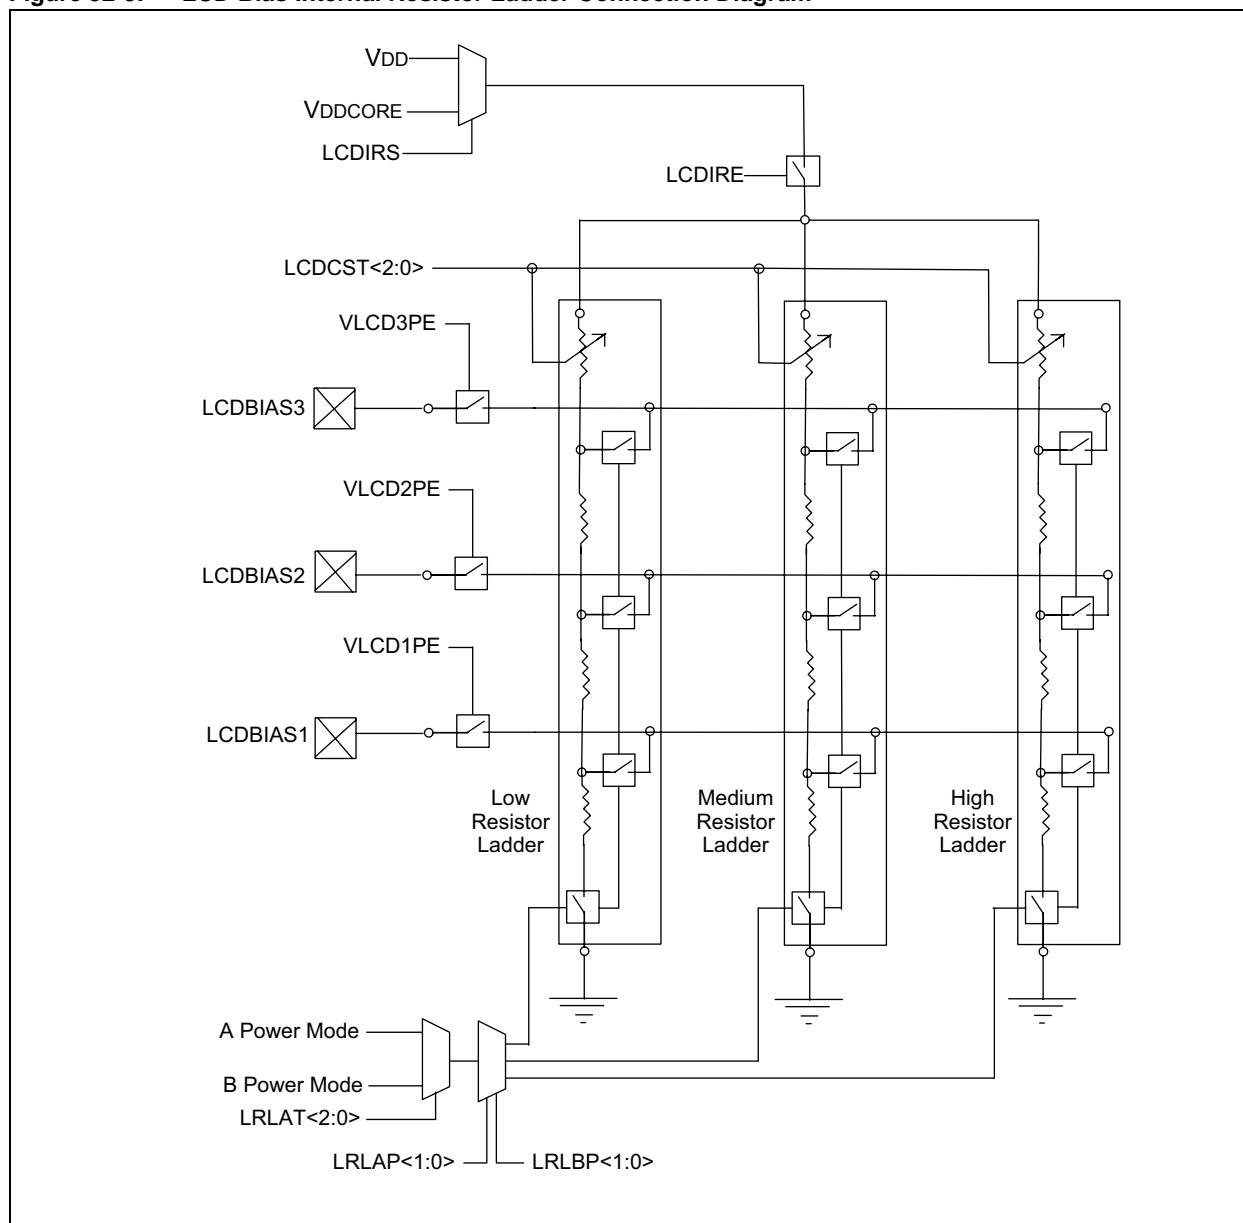 VDD
VDDCORE
LCDIRS
LCDIRE
LCDCST<2:0>
VLCD3PE
LCDBIAS3
VLCD2PE
LCDBIAS2
VLCD1PE
LCDBIAS1
Low
Resistor
Ladder
Medium
Resistor
Ladder
High
Resistor
Ladder
A Power Mode
B Power Mode
LRLAT<2:0>
LRLAP<1:0>
LRLBP<1:0>